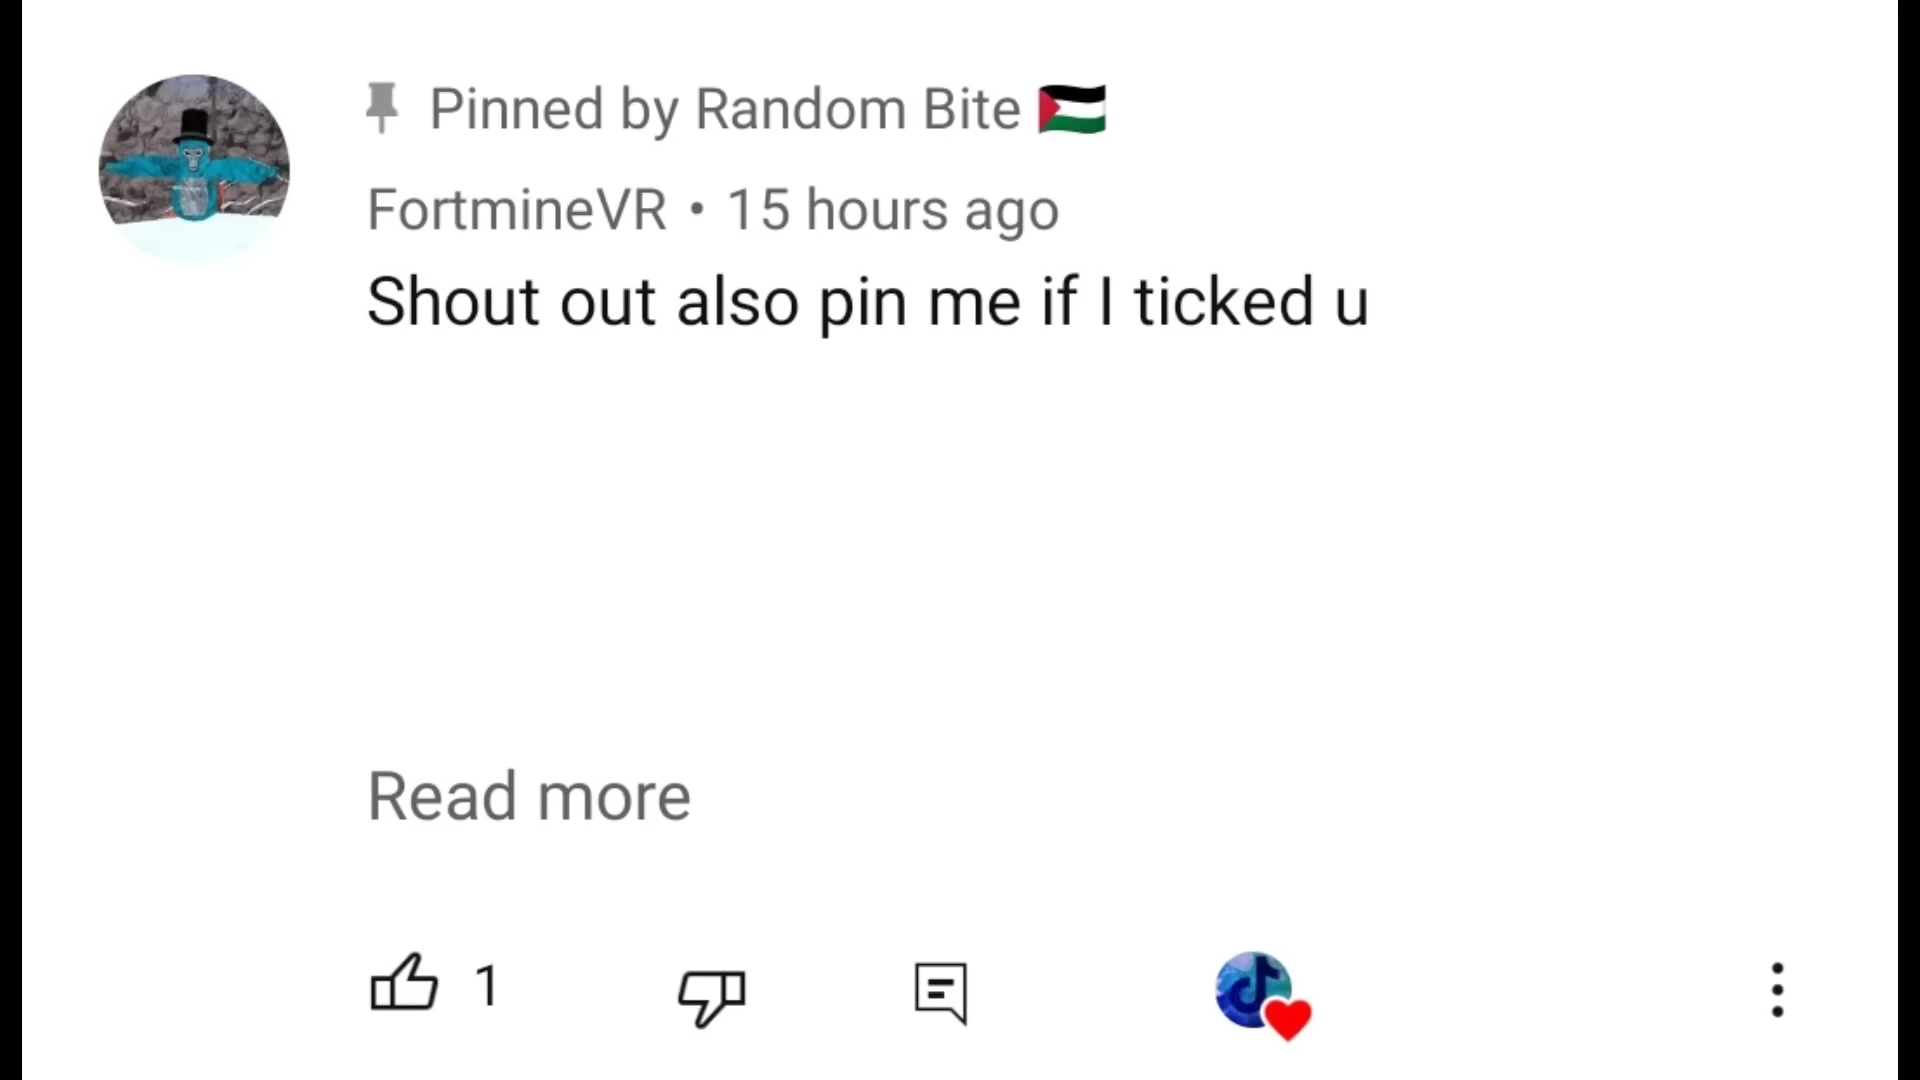 Pinned by Random Bite 🇵🇸
FortmineVR • 15 hours ago
Shout out also pin me if I ticked u
Read more
1